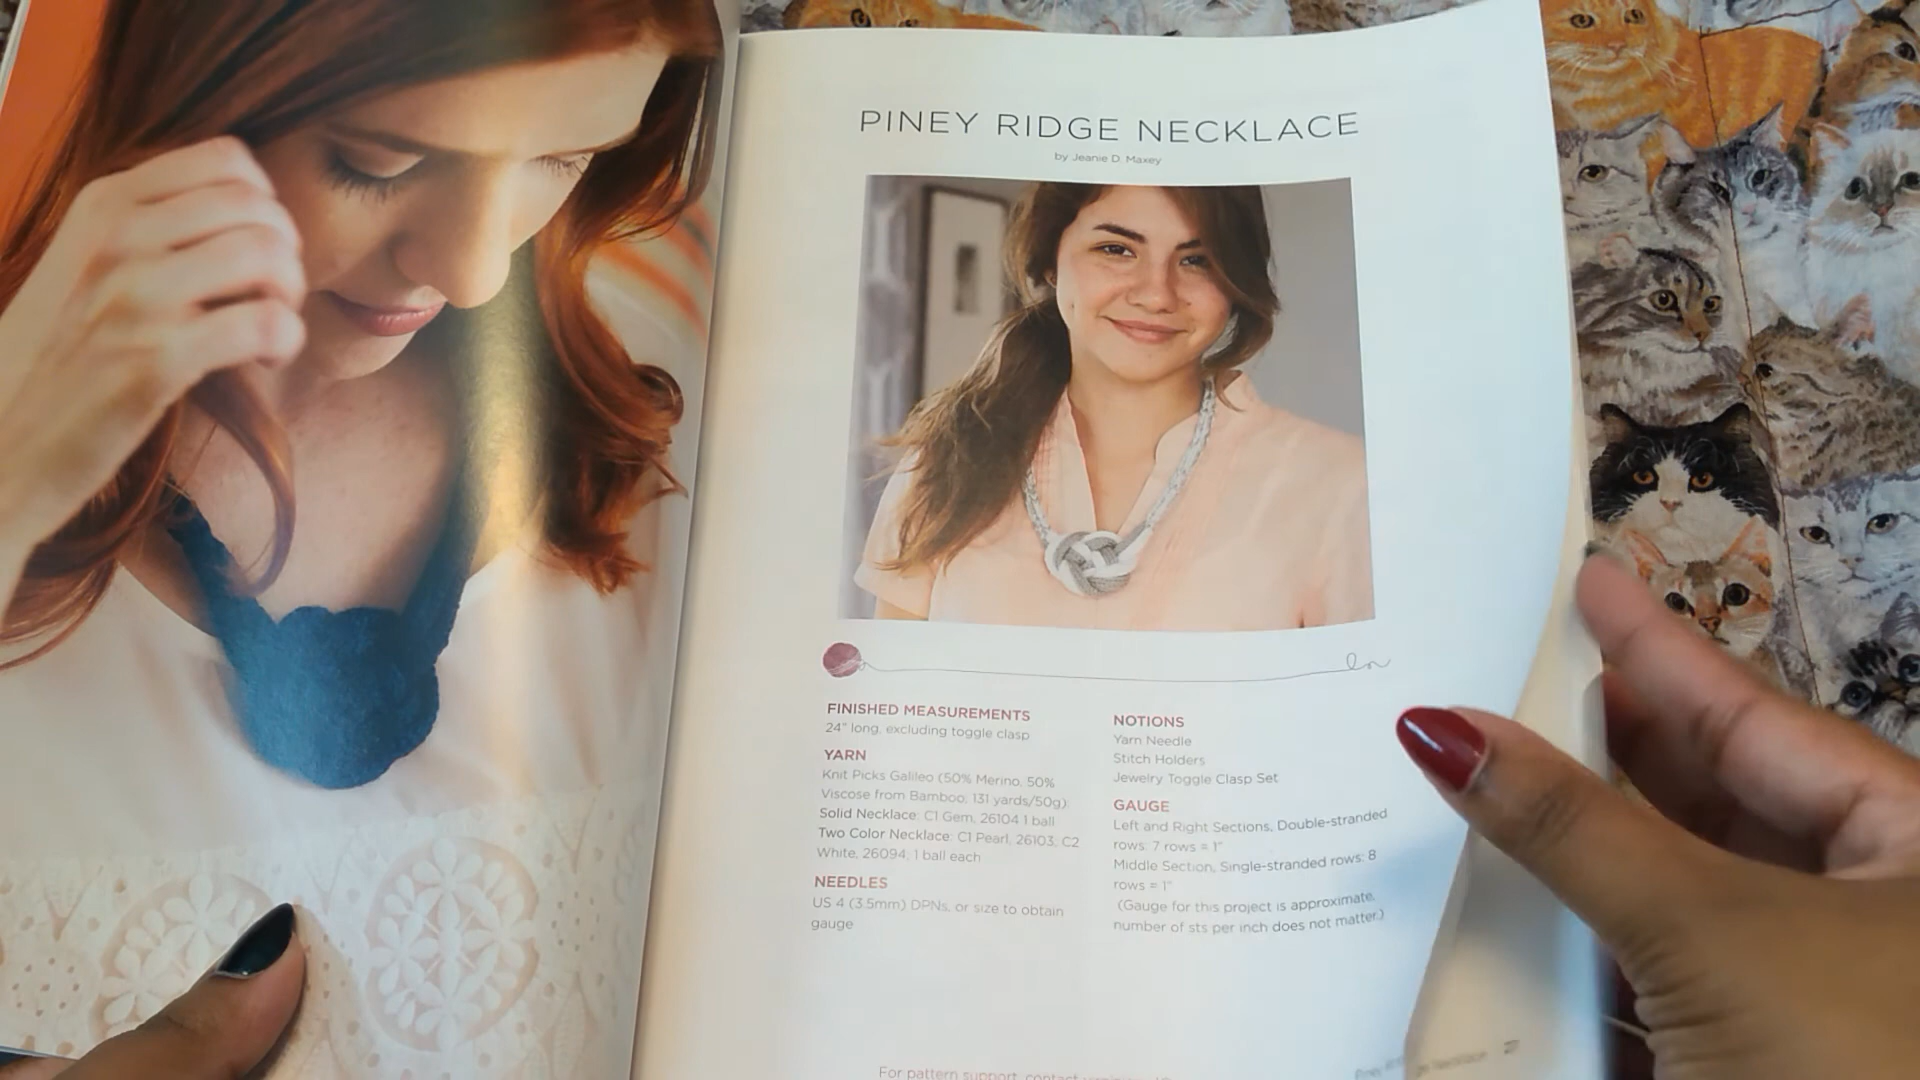 PINEY RIDGE NECKLACE
by Jeanie D. Maxey
FINISHED MEASUREMENTS
24" long, excluding toggle clasp
YARN
Knit Picks Galileo (50% Merino, 50%
Viscose from Bamboo, 131 yards/50g)
Solid Necklace: C1 Gem, 26104 1 ball
Two Color Necklace: C1 Pearl, 26103; C2
White, 26094; 1 ball each
NEEDLES
US 4 (3.5mm) DPNs, or size to obtain
gauge
NOTIONS
Yarn Needle
Stitch Holders
Jewelry Toggle Clasp Set
GAUGE
Left and Right Sections, Double-stranded
rows: 7 rows = 1"
Middle Section, Single-stranded rows: 8
rows = 1"
(Gauge for this project is approximate,
number of sts per inch does not matter.)
For pattern support, contact
Necklace